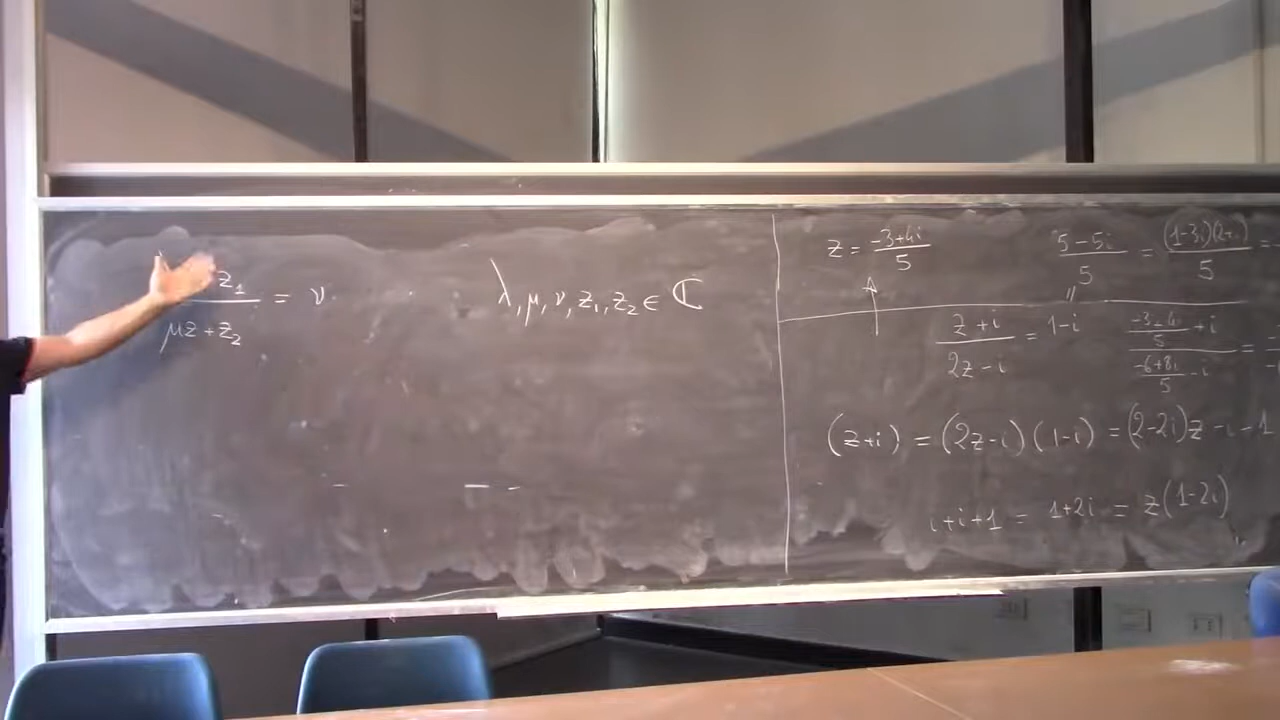 z₁ / μz + z₂ = ν
λ, μ, ν, z₁, z₂ ∈ ℂ
z = -3+4i / 5
5-5i / 5 = (1-3i)(2+i) / 5 = -
z+i / 2z-i = 1-i
-3+4i / 5 + i / -6+8i / 5 - i =
(z+i) = (2z-i)(1-i) = (2-2i)z - i - 1
i+i+1 = 1+2i = z(1-2i)